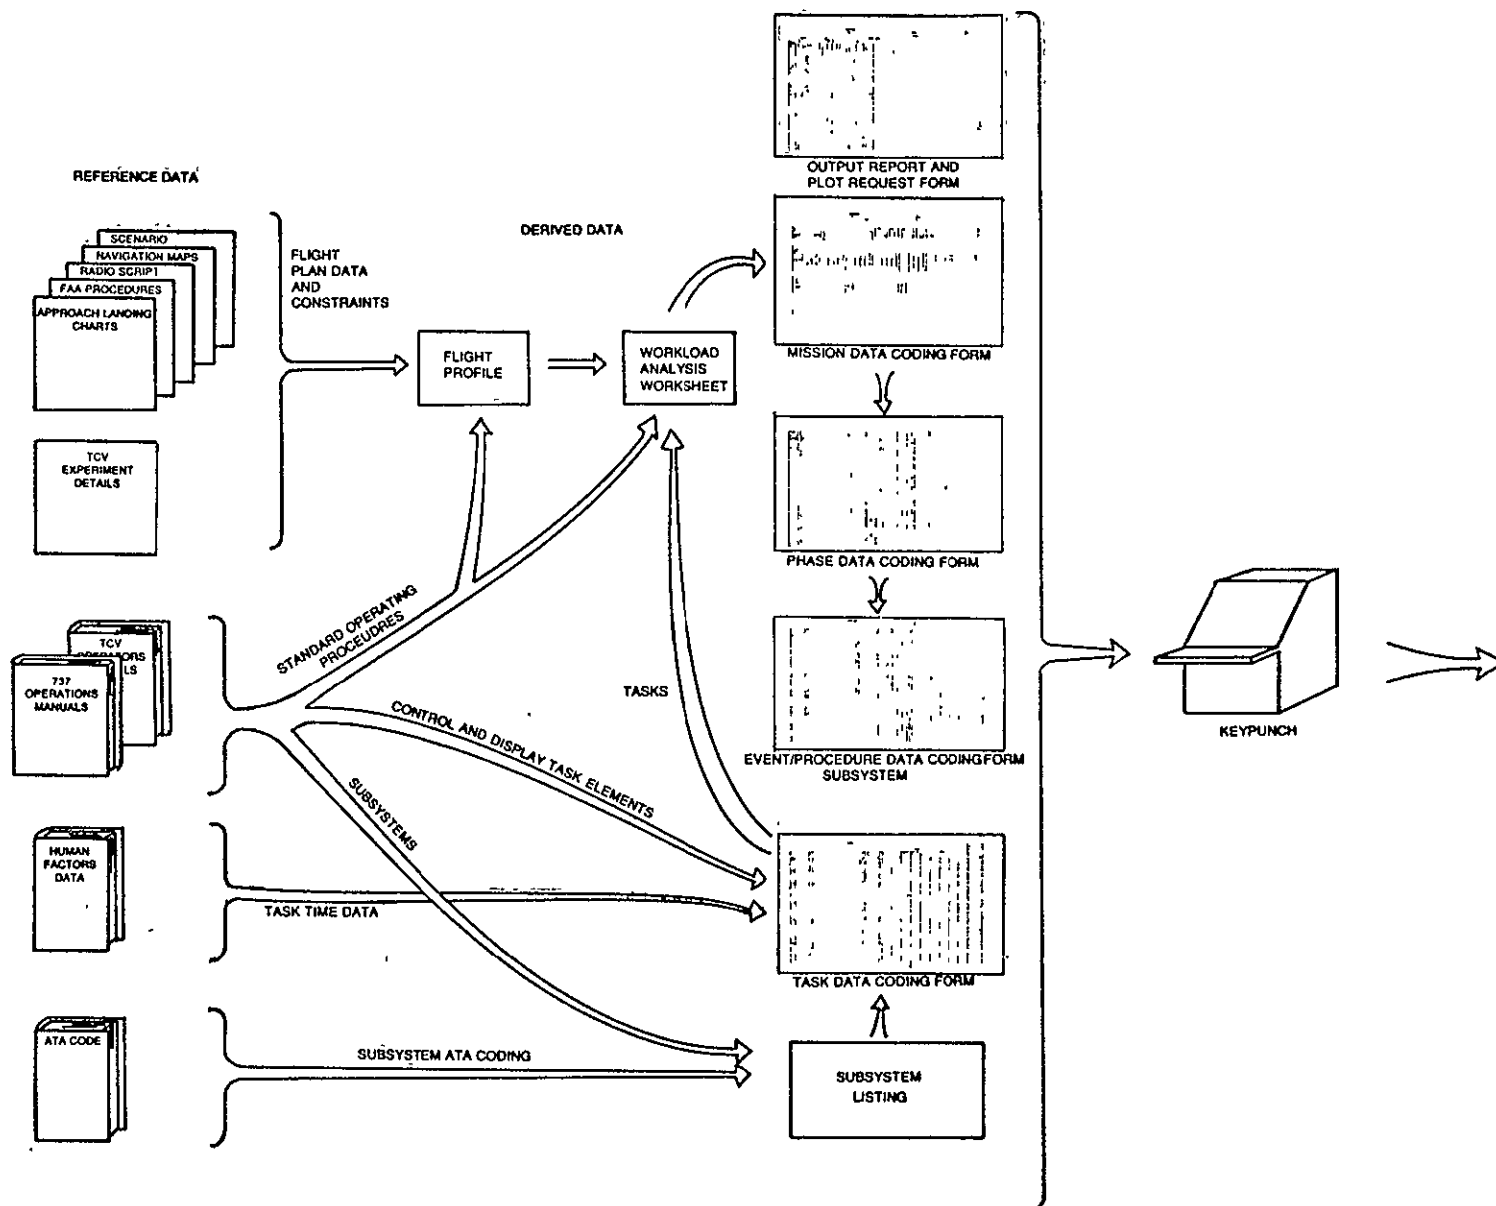 REFERENCE DATA
SCENARIO
NAVIGATION MAPS
RADIO SCRIPT
FAA PROCEDURES
APPROACH LANDING
CHARTS
TCV
EXPERIMENT
DETAILS
FLIGHT
PLAN DATA
AND
CONSTRAINTS
DERIVED DATA
FLIGHT
PROFILE
WORKLOAD
ANALYSIS
WORKSHEET
OUTPUT REPORT AND
PLOT REQUEST FORM
MISSION DATA CODING FORM
PHASE DATA CODING FORM
EVENT/PROCEDURE DATA CODING FORM
SUBSYSTEM
TASK DATA CODING FORM
SUBSYSTEM
LISTING
TCV
737
OPERATIONS
MANUALS
STANDARD OPERATING
PROCEUDRES
CONTROL AND DISPLAY TASK ELEMENTS
SUBSYSTEMS
TASKS
HUMAN
FACTORS
DATA
TASK TIME DATA
ATA CODE
SUBSYSTEM ATA CODING
KEYPUNCH